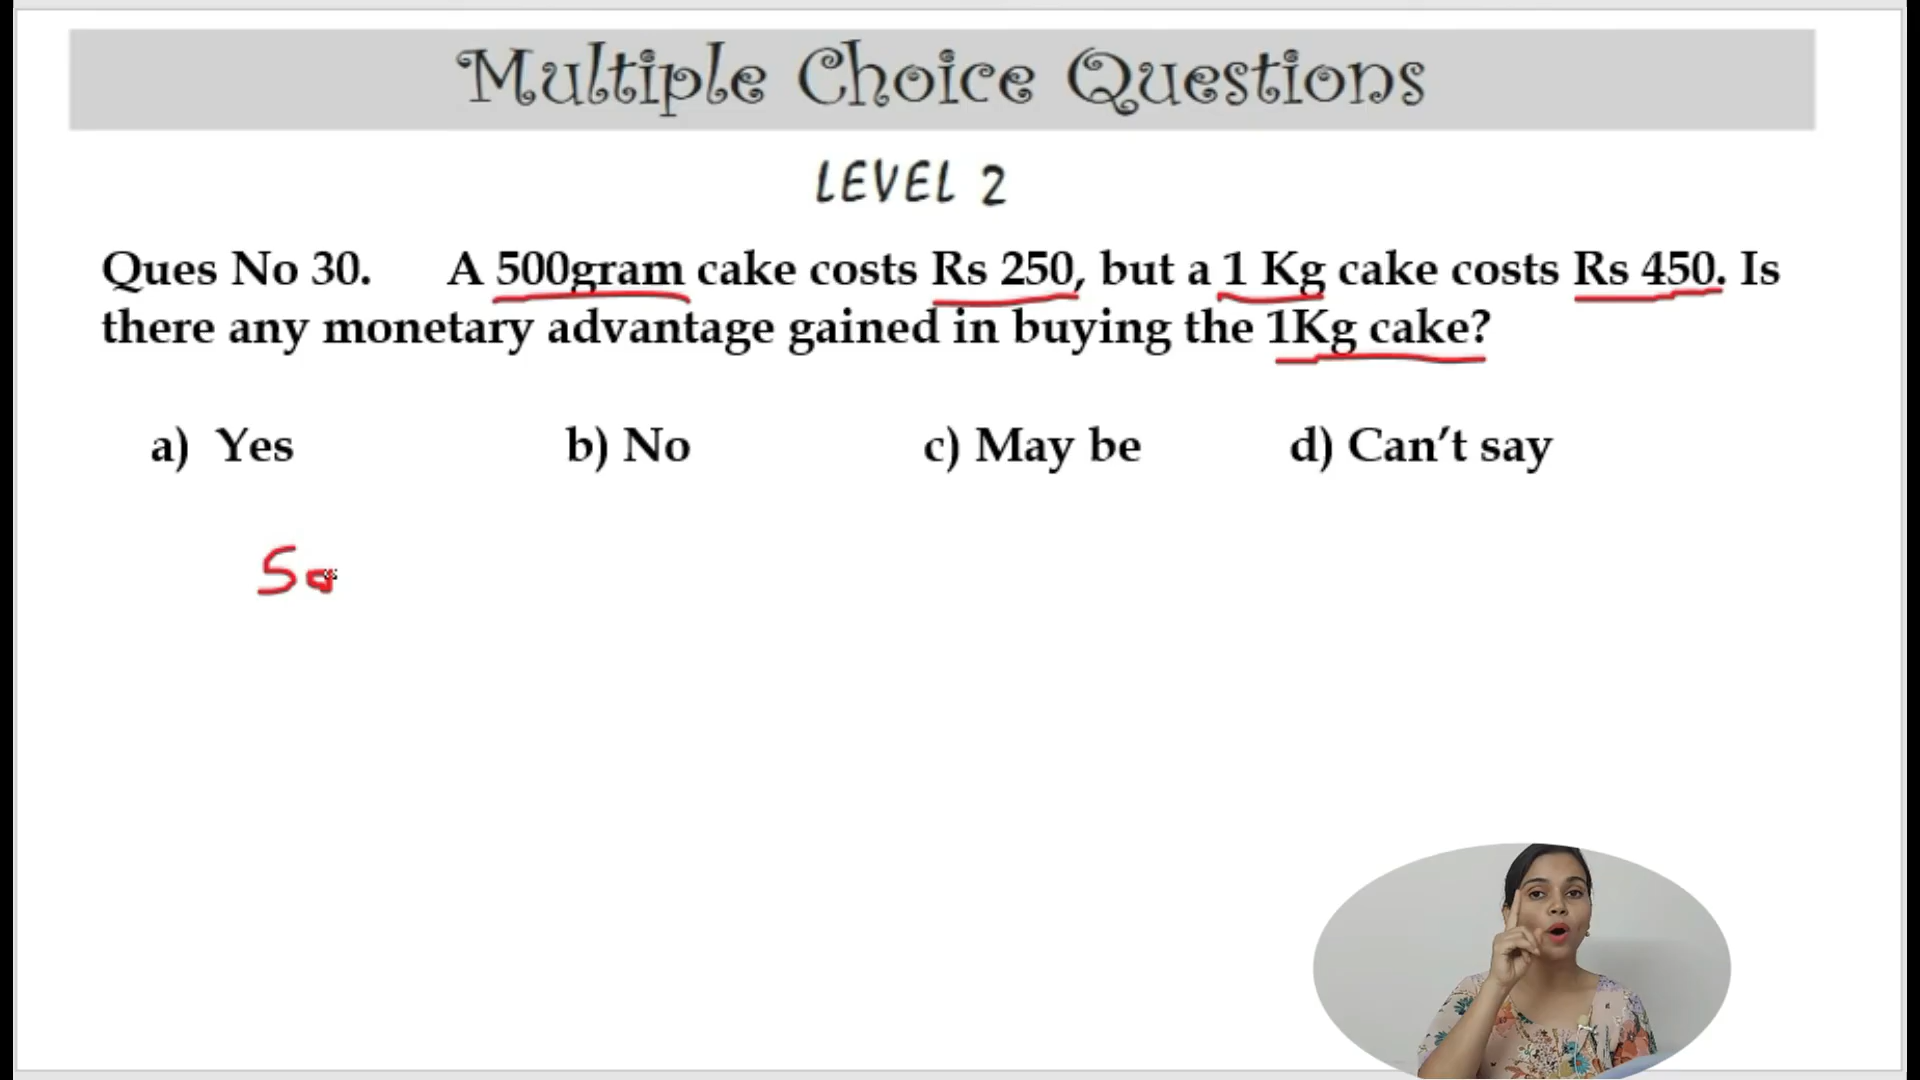 Multiple Choice Questions
LEVEL 2
Ques No 30. A 500gram cake costs Rs 250, but a 1 Kg cake costs Rs 450. Is
there any monetary advantage gained in buying the 1Kg cake?
a) Yes b) No c) May be d) Can’t say